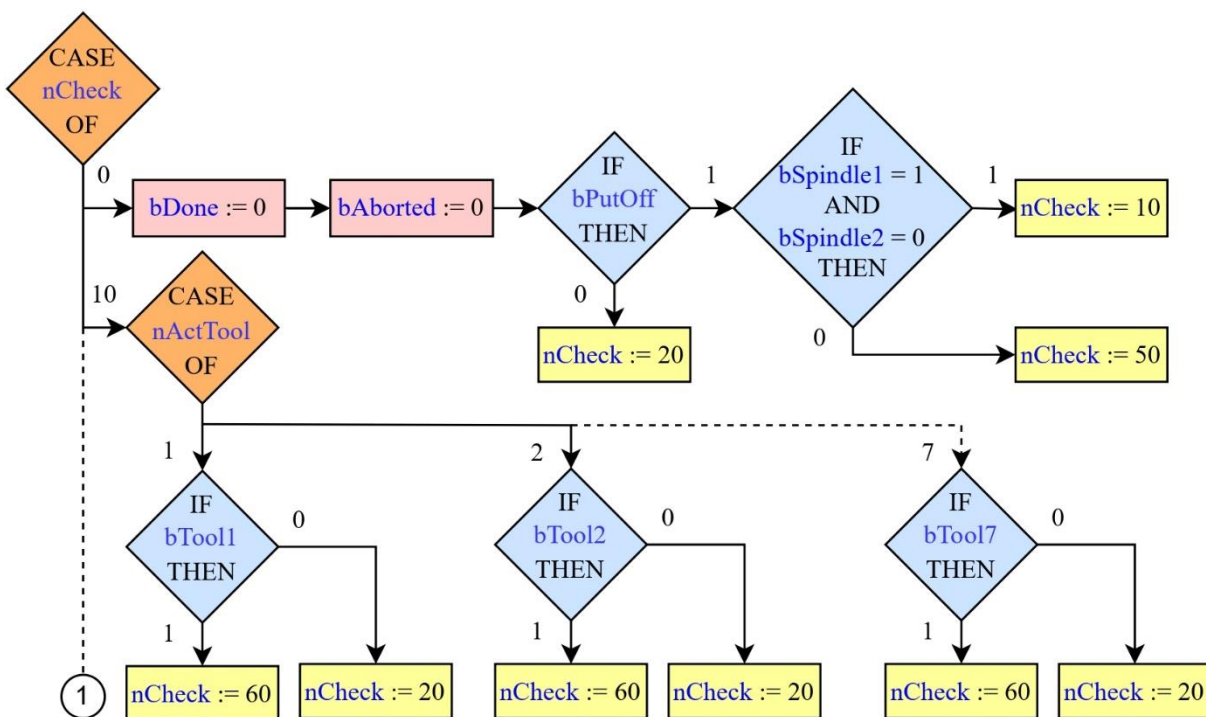 CASE
nCheck
OF
0
bDone := 0
bAborted := 0
IF
bPutOff
THEN
1
IF
bSpindle1 = 1
AND
bSpindle2 = 0
THEN
1
nCheck := 10
0
nCheck := 20
0
nCheck := 50
10
CASE
nActTool
OF
1
2
7
IF
bTool1
THEN
0
IF
bTool2
THEN
0
IF
bTool7
THEN
0
1
1
1
1
nCheck := 60
nCheck := 20
nCheck := 60
nCheck := 20
nCheck := 60
nCheck := 20